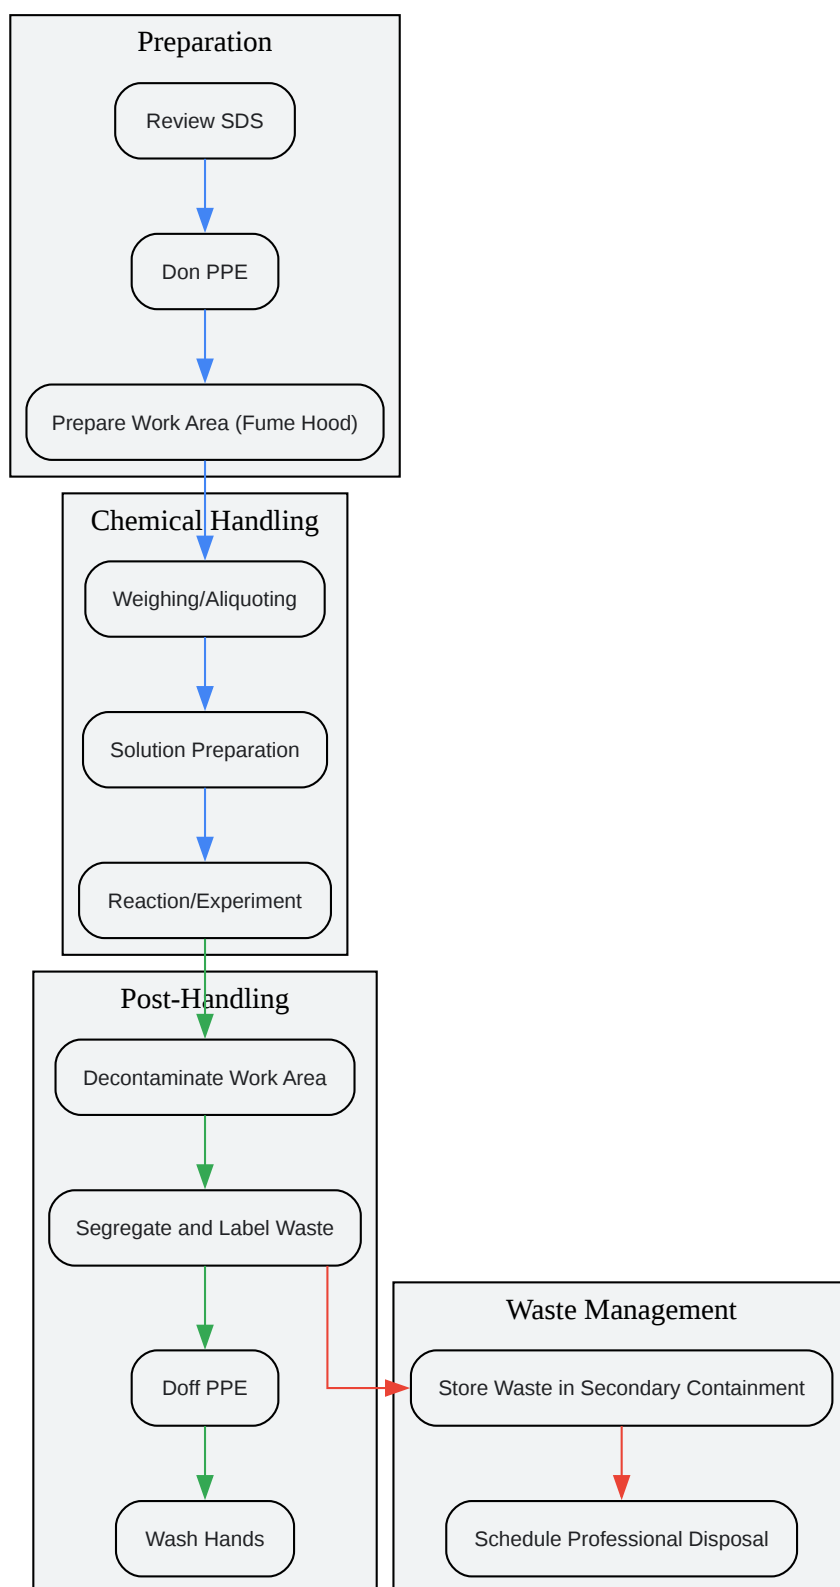 Preparation
Review SDS
Don PPE
Prepare Work Area (Fume Hood)
Chemical Handling
Weighing/Aliquoting
Solution Preparation
Reaction/Experiment
Post-Handling
Decontaminate Work Area
Segregate and Label Waste
Doff PPE
Wash Hands
Waste Management
Store Waste in Secondary Containment
Schedule Professional Disposal